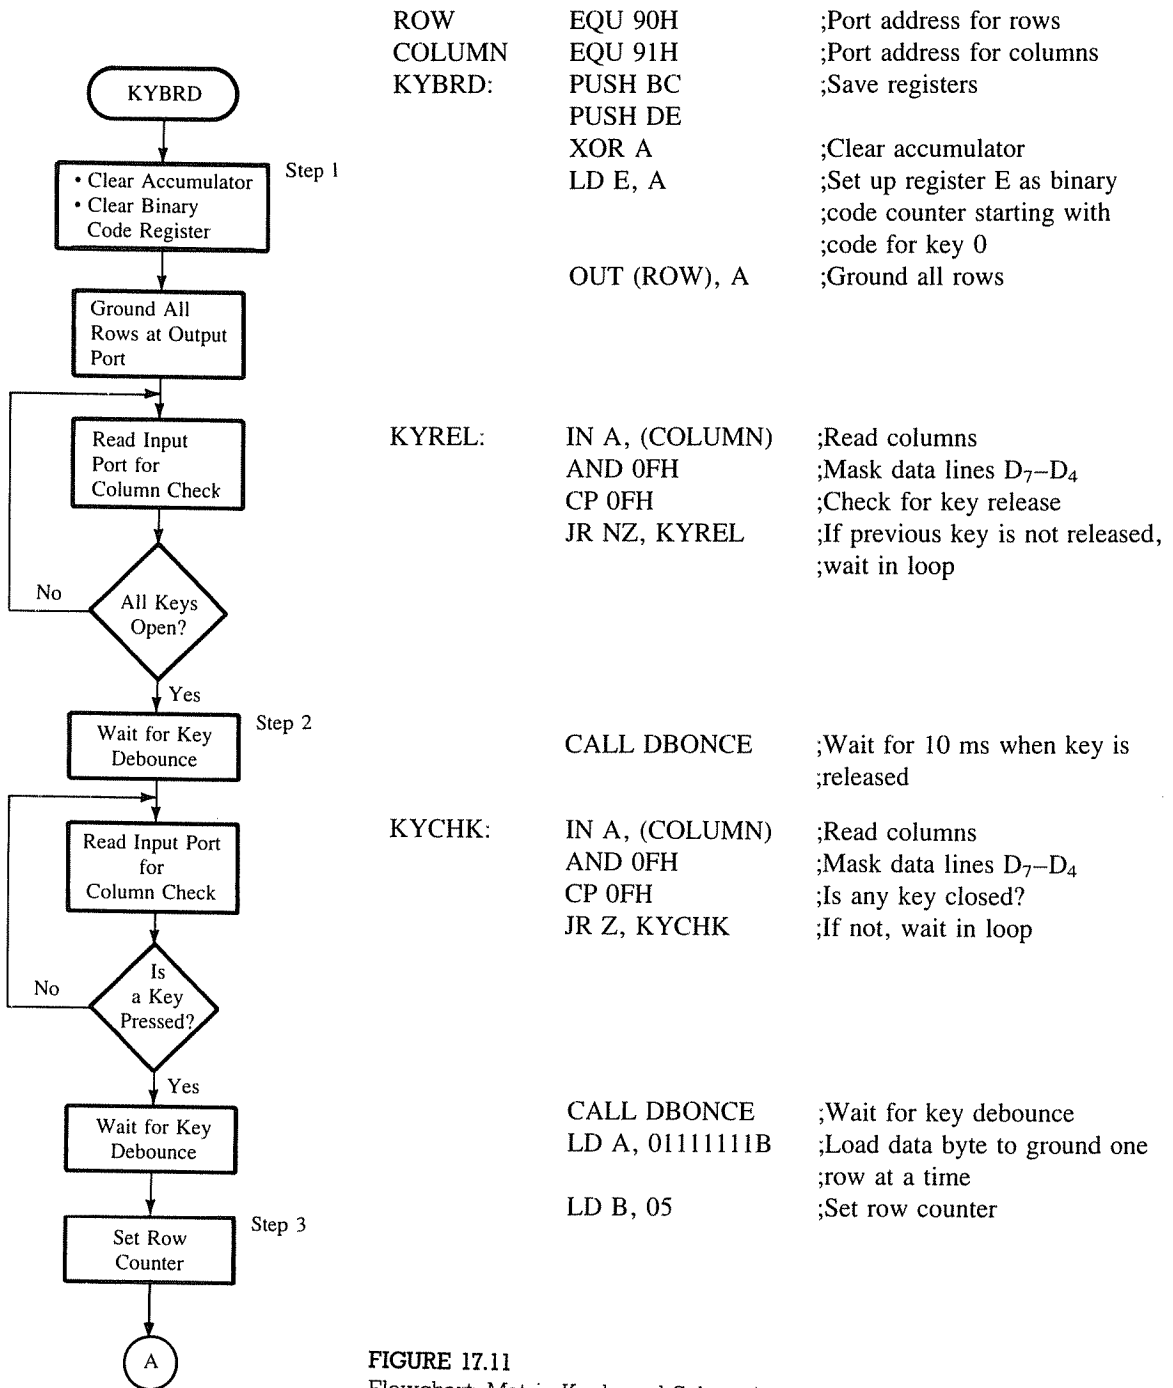 KYBRD
Step 1
• Clear Accumulator
• Clear Binary
Code Register
Ground All
Rows at Output
Port
Read Input
Port for
Column Check
No
All Keys
Open?
Yes
Step 2
Wait for Key
Debounce
Read Input Port
for
Column Check
No
Is
a Key
Pressed?
Yes
Wait for Key
Debounce
Step 3
Set Row
Counter
A
ROW EQU 90H ;Port address for rows
COLUMN EQU 91H ;Port address for columns
KYBRD: PUSH BC ;Save registers
PUSH DE
XOR A ;Clear accumulator
LD E, A ;Set up register E as binary
;code counter starting with
;code for key 0
OUT (ROW), A ;Ground all rows
KYREL: IN A, (COLUMN) ;Read columns
AND 0FH ;Mask data lines D₇–D₄
CP 0FH ;Check for key release
JR NZ, KYREL ;If previous key is not released,
;wait in loop
CALL DBONCE ;Wait for 10 ms when key is
;released
KYCHK: IN A, (COLUMN) ;Read columns
AND 0FH ;Mask data lines D₇–D₄
CP 0FH ;Is any key closed?
JR Z, KYCHK ;If not, wait in loop
CALL DBONCE ;Wait for key debounce
LD A, 01111111B ;Load data byte to ground one
;row at a time
LD B, 05 ;Set row counter
FIGURE 17.11